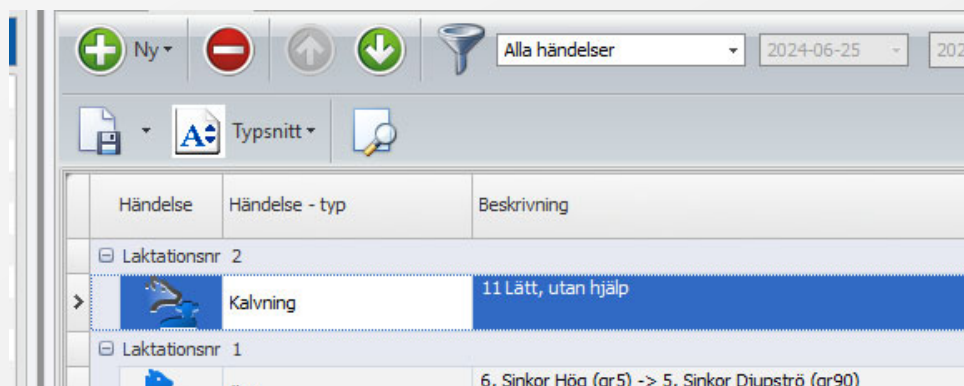 Ny
Alla händelser 2024-06-25 202
A Typsnitt
Händelse Händelse - typ Beskrivning
Laktationsnr 2
Kalvning 11 Lätt, utan hjälp
Laktationsnr 1
6. Sinkor Hög (gr5) -> 5. Sinkor Djupströ (gr90)